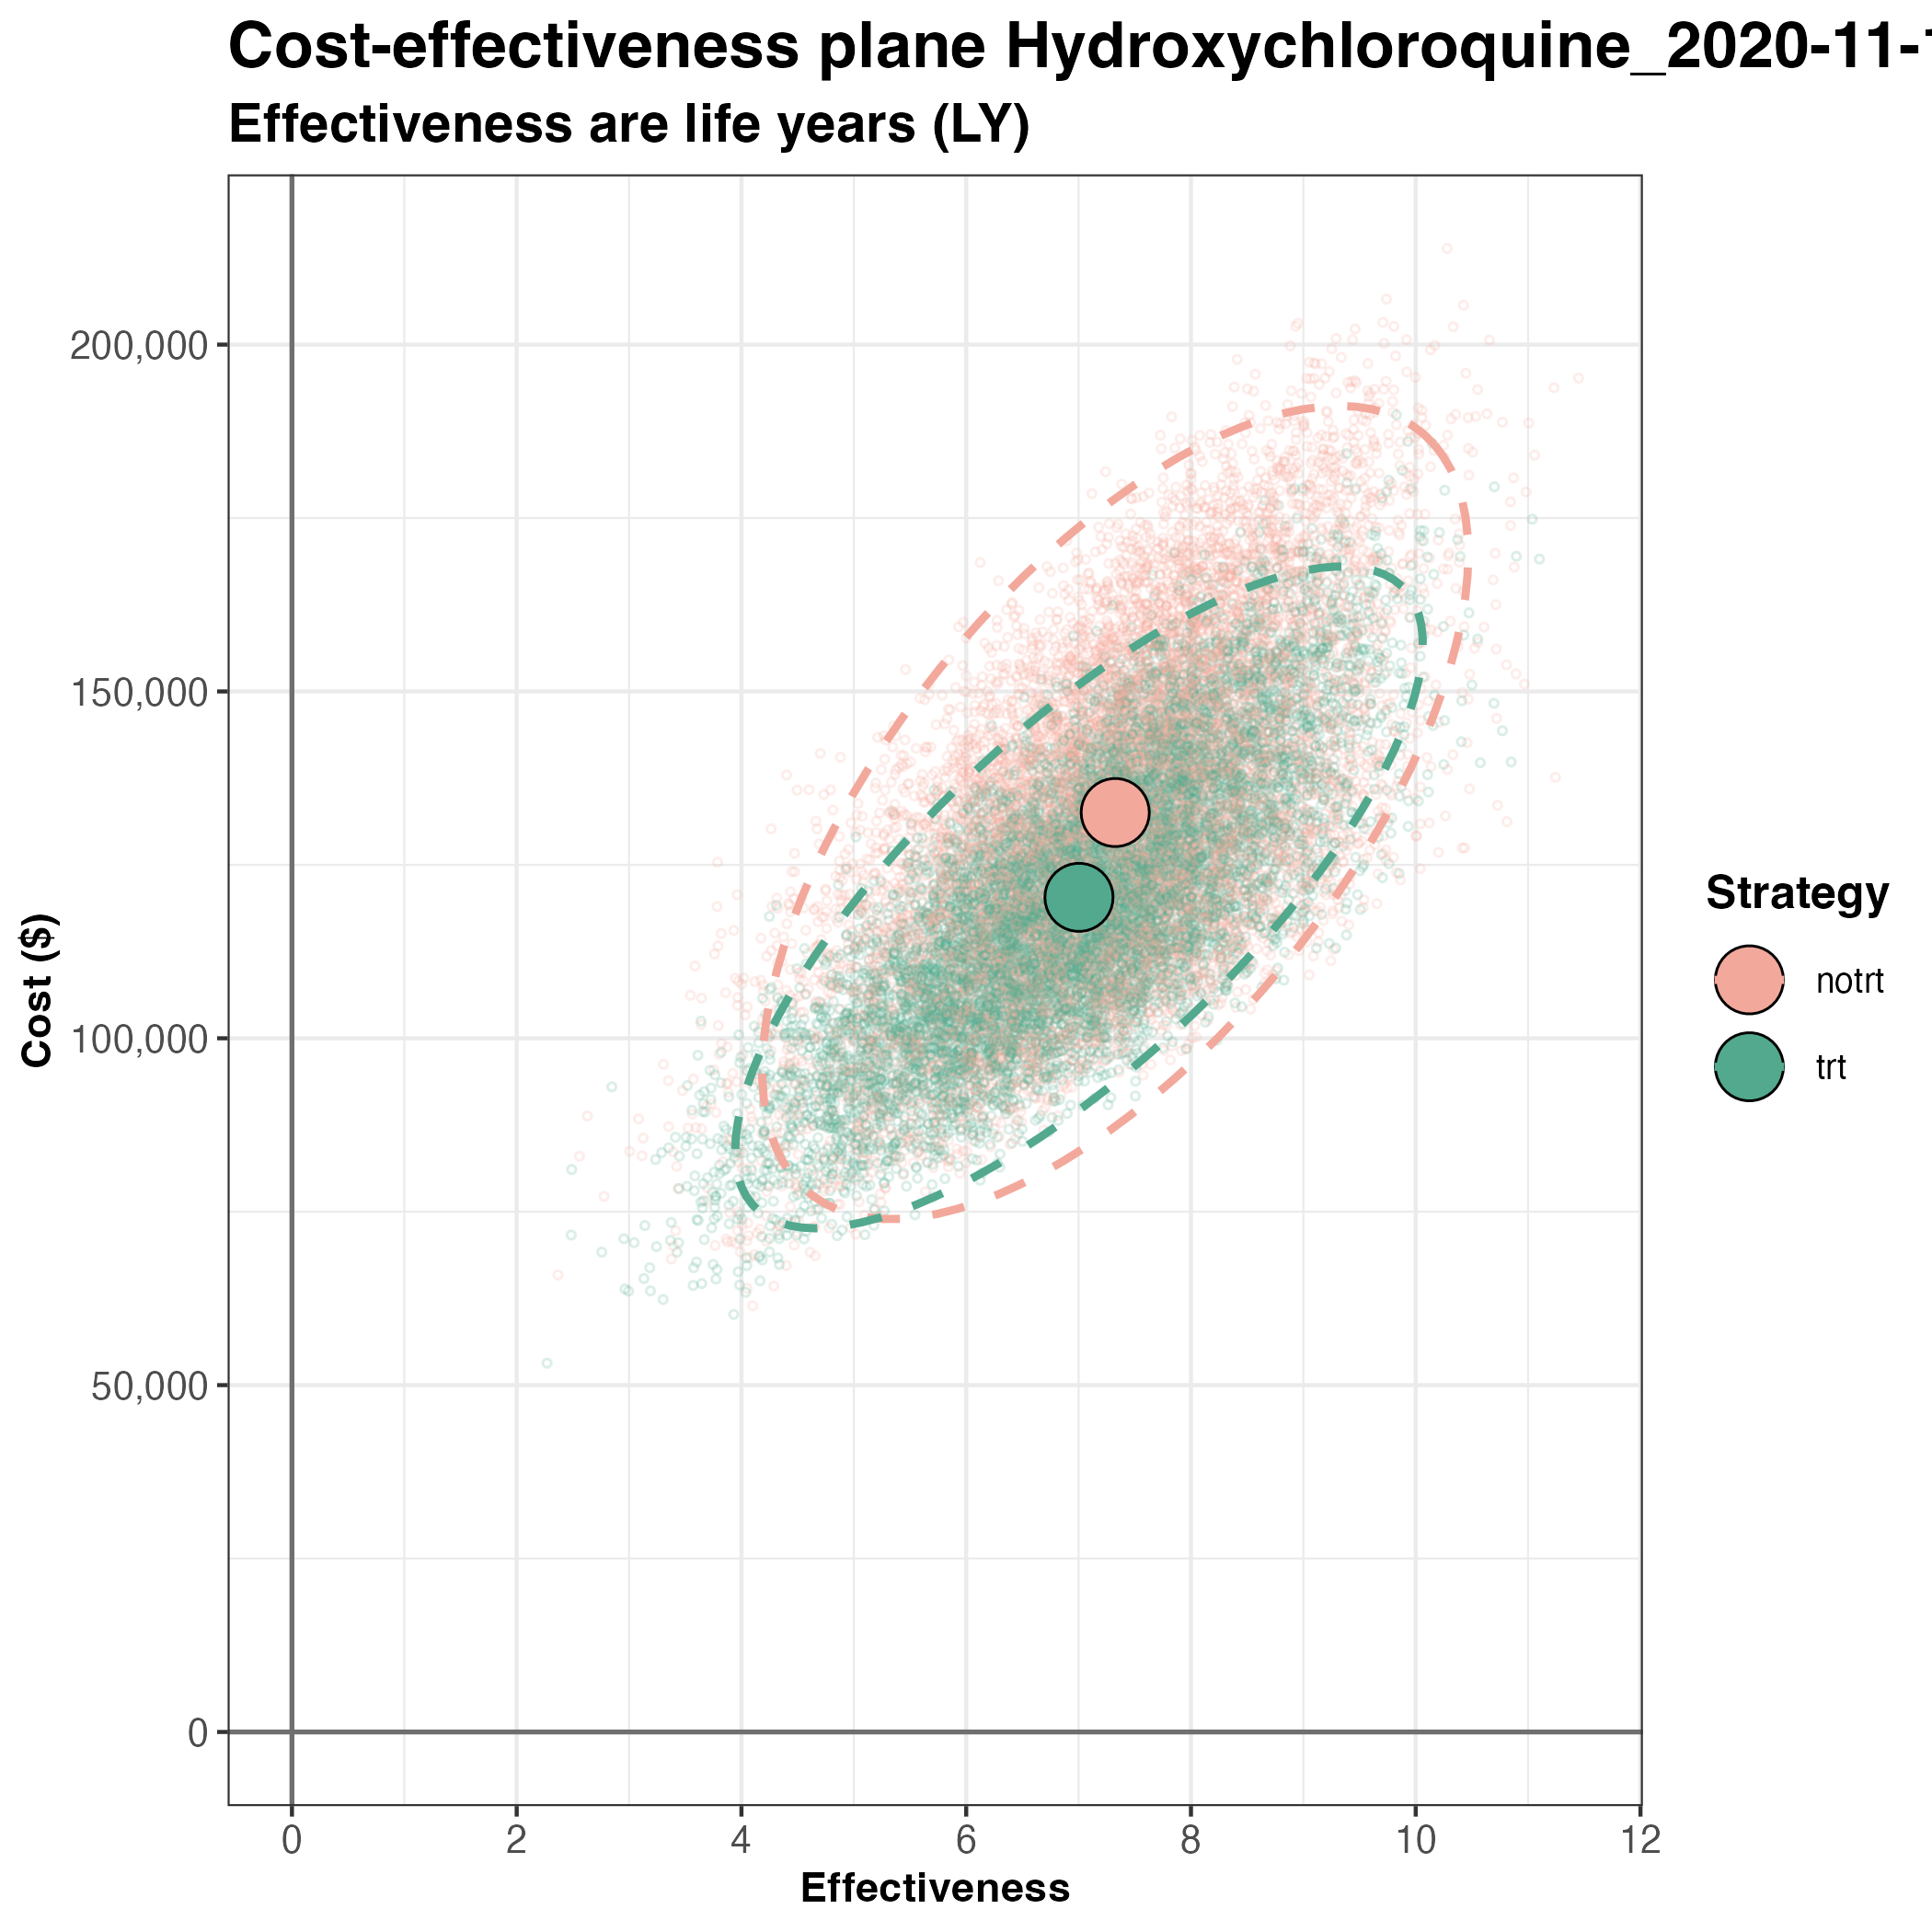 Cost-effectiveness plane Hydroxychloroquine_2020-11-
Effectiveness are life years (LY)
200,000
150,000
100,000
50,000
0
Cost ($)
0 2 4 6 8 10 12
Effectiveness
Strategy
notrt
trt